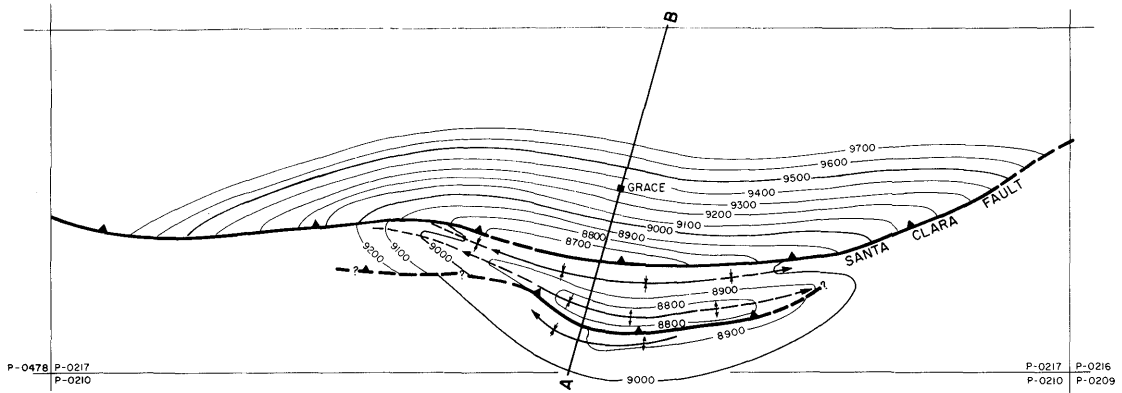 B
9700
9600
9500
GRACE
9400
9300
9200
9100
9000
8900
8800
8700
FAULT
CLARA
SANTA
9200
9100
9000
?
?
8900
8800
8800
8900
?
9000
A
P-0478 P-0217
P-0210
P-0217 P-0216
P-0210 P-0209